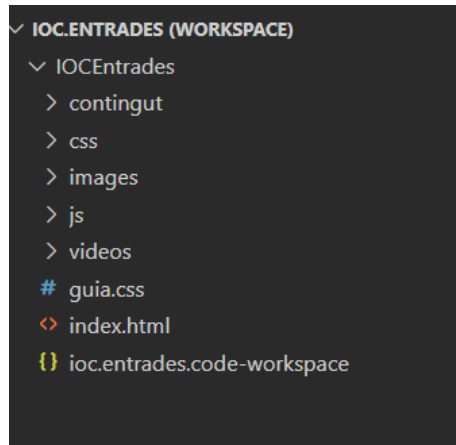 IOC.ENTRADES (WORKSPACE)
IOCEntrades
contingut
css
images
js
videos
# guia.css
<> index.html
{} ioc.entrades.code-workspace